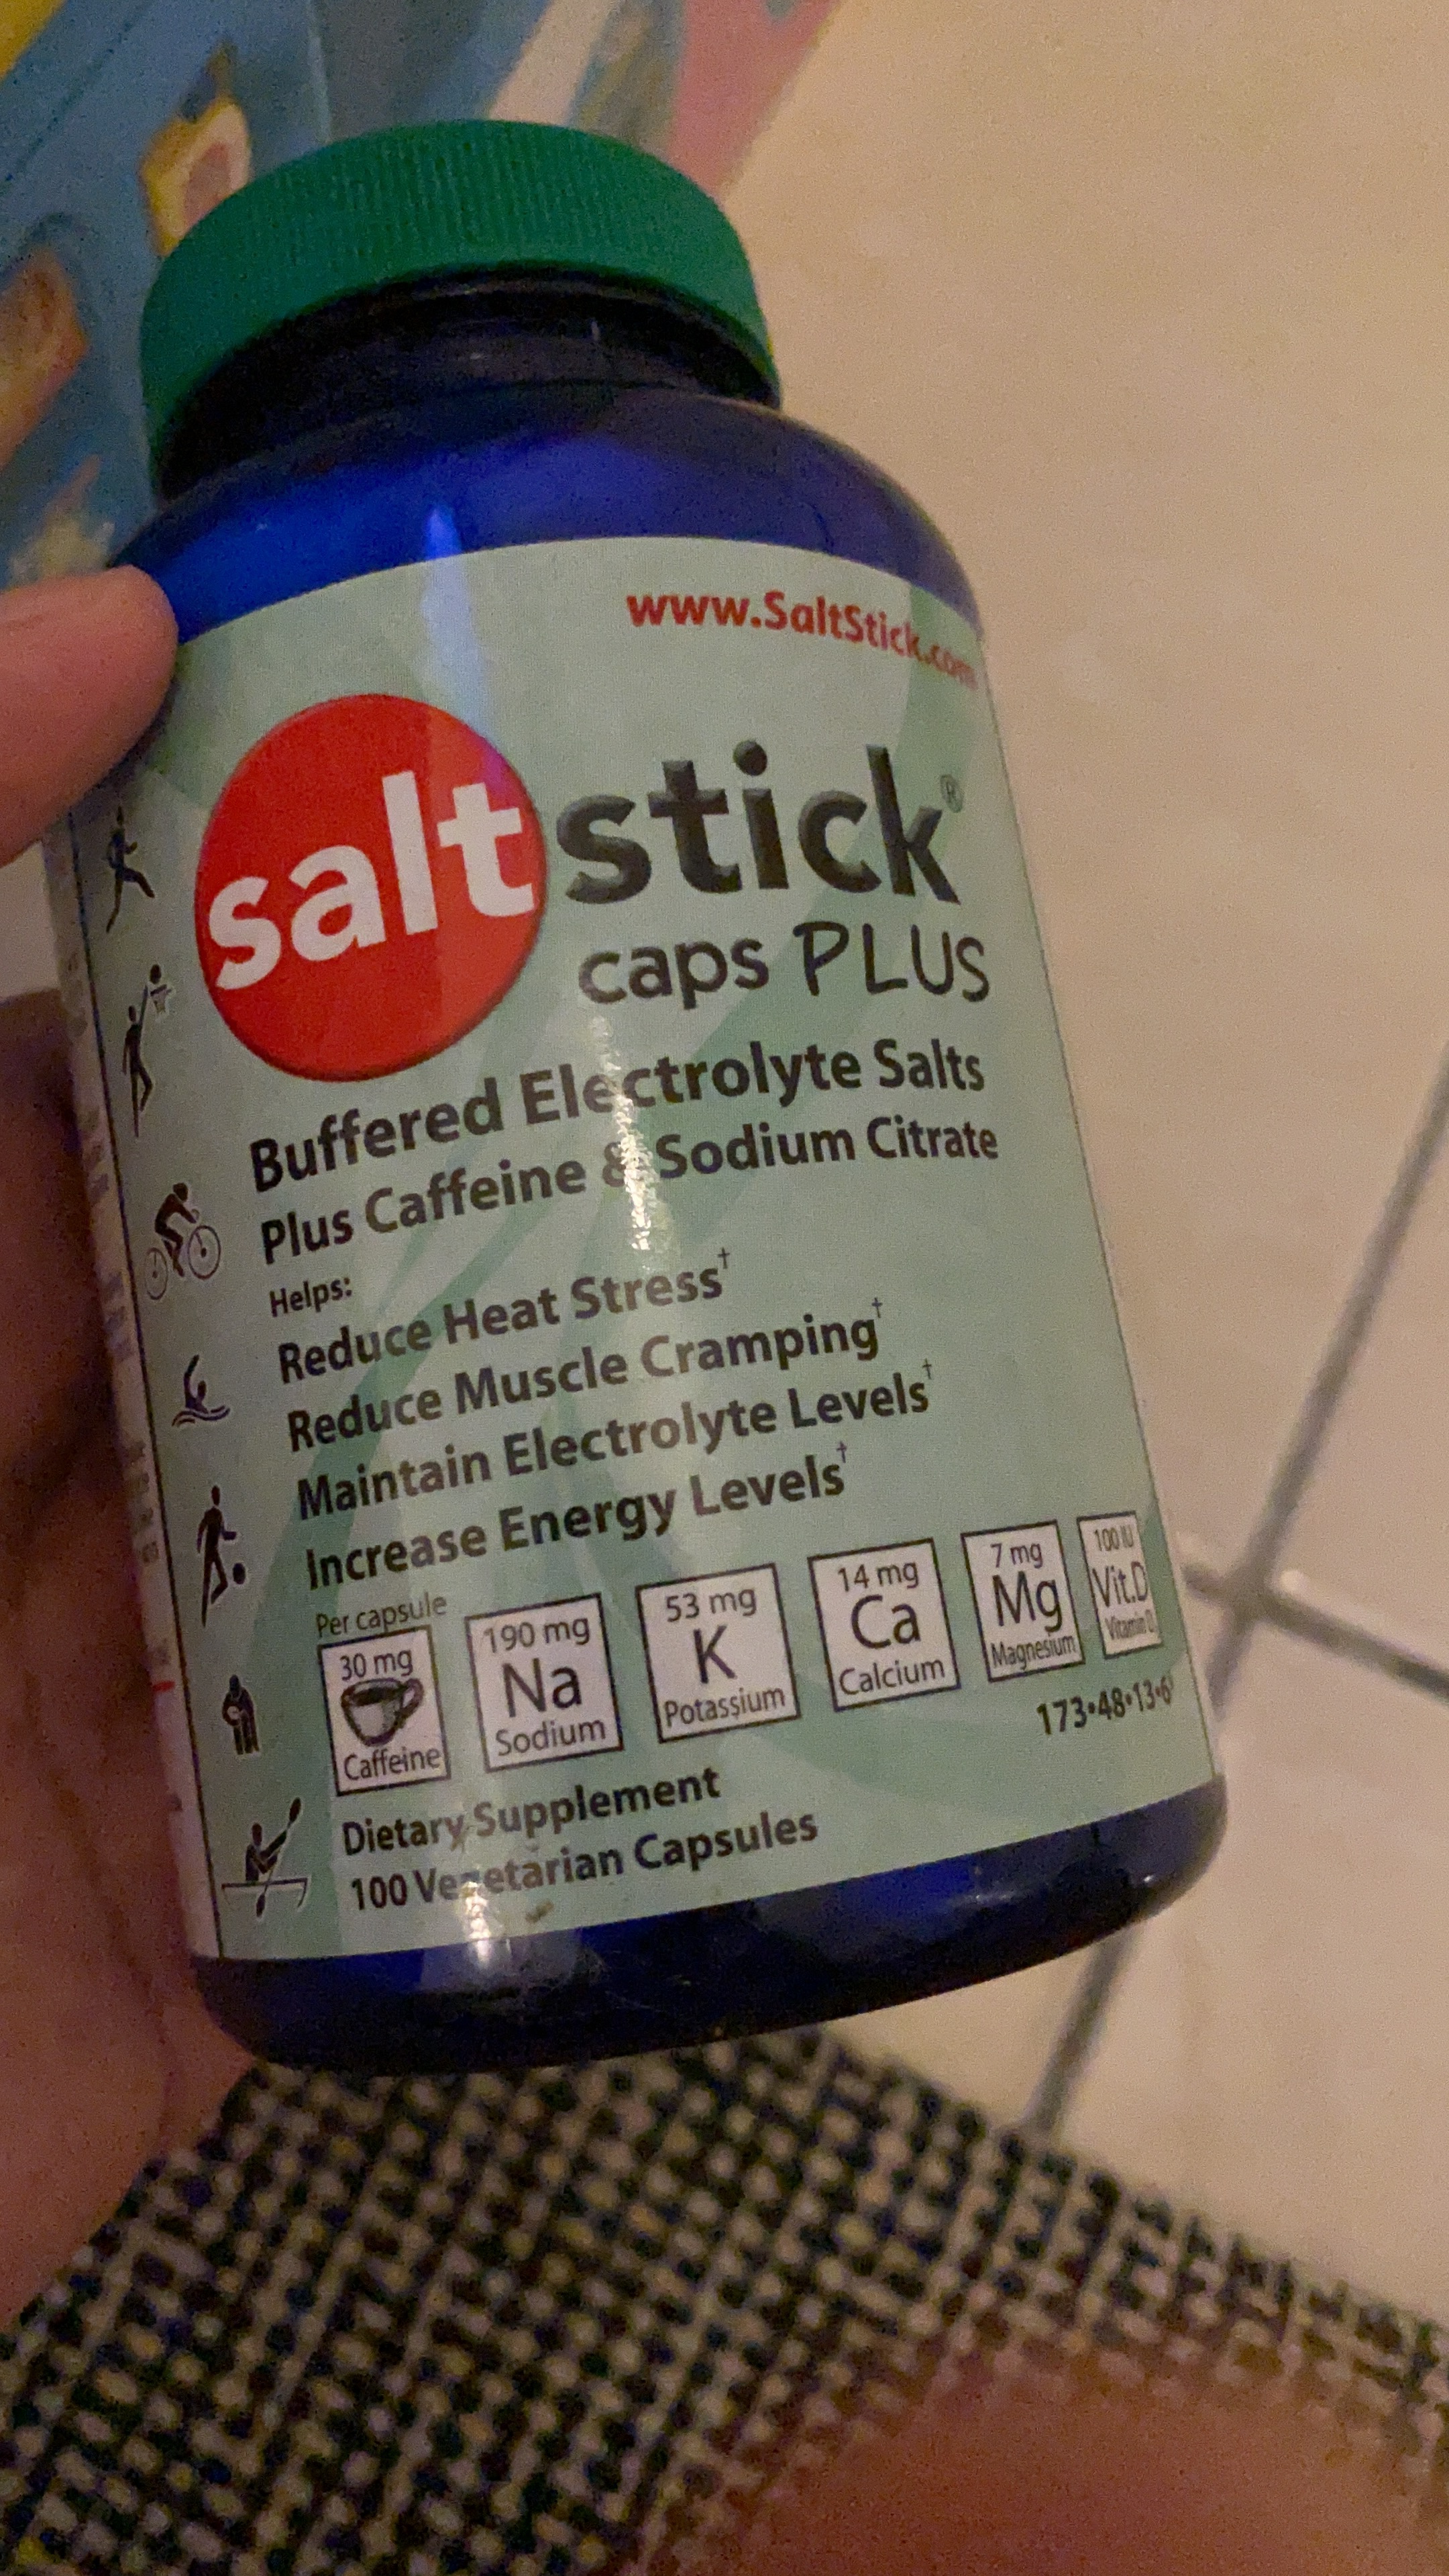 www.SaltStick.com
salt stick®
caps PLUS
Buffered Electrolyte Salts
Plus Caffeine & Sodium Citrate
Helps:
Reduce Heat Stress†
Reduce Muscle Cramping†
Maintain Electrolyte Levels†
Increase Energy Levels†
Per capsule
30 mg
Caffeine
190 mg
Na
Sodium
53 mg
K
Potassium
14 mg
Ca
Calcium
7 mg
Mg
Magnesium
100 IU
Vit.D
Vitamin D
173•48•13•6
Dietary Supplement
100 Vegetarian Capsules